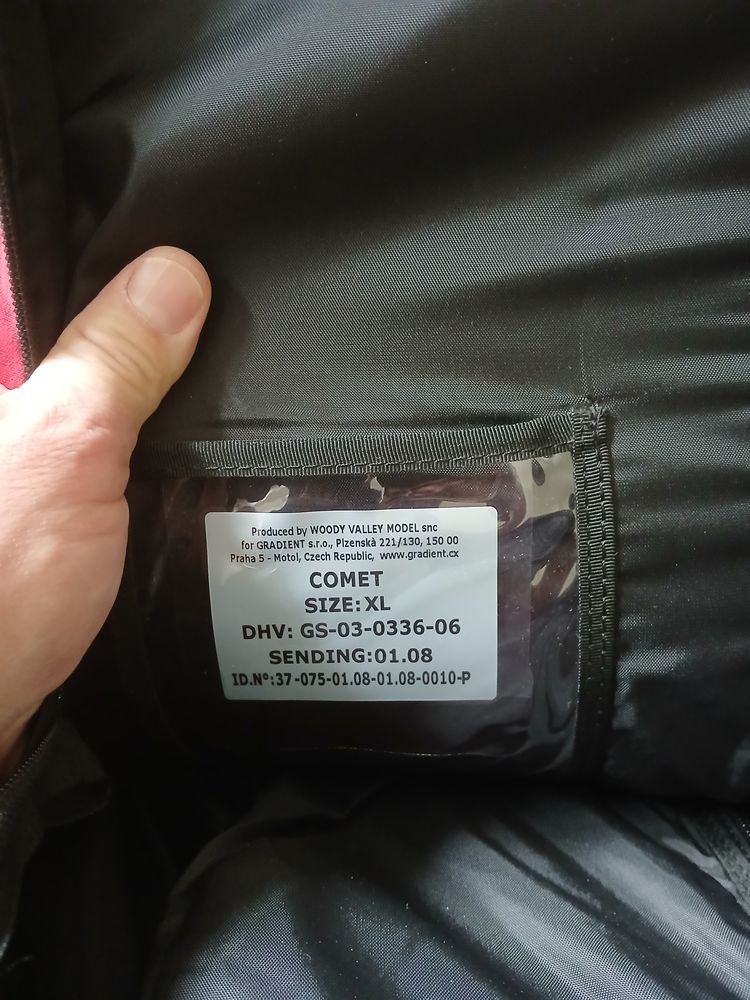 Produced by WOODY VALLEY MODEL snc
for GRADIENT s.r.o., Plzenskà 221/130, 150 00
Praha 5 - Motol, Czech Republic, www.gradient.cx
COMET
SIZE:XL
DHV: GS-03-0336-06
SENDING:01.08
ID.Nº:37-075-01.08-01.08-0010-P